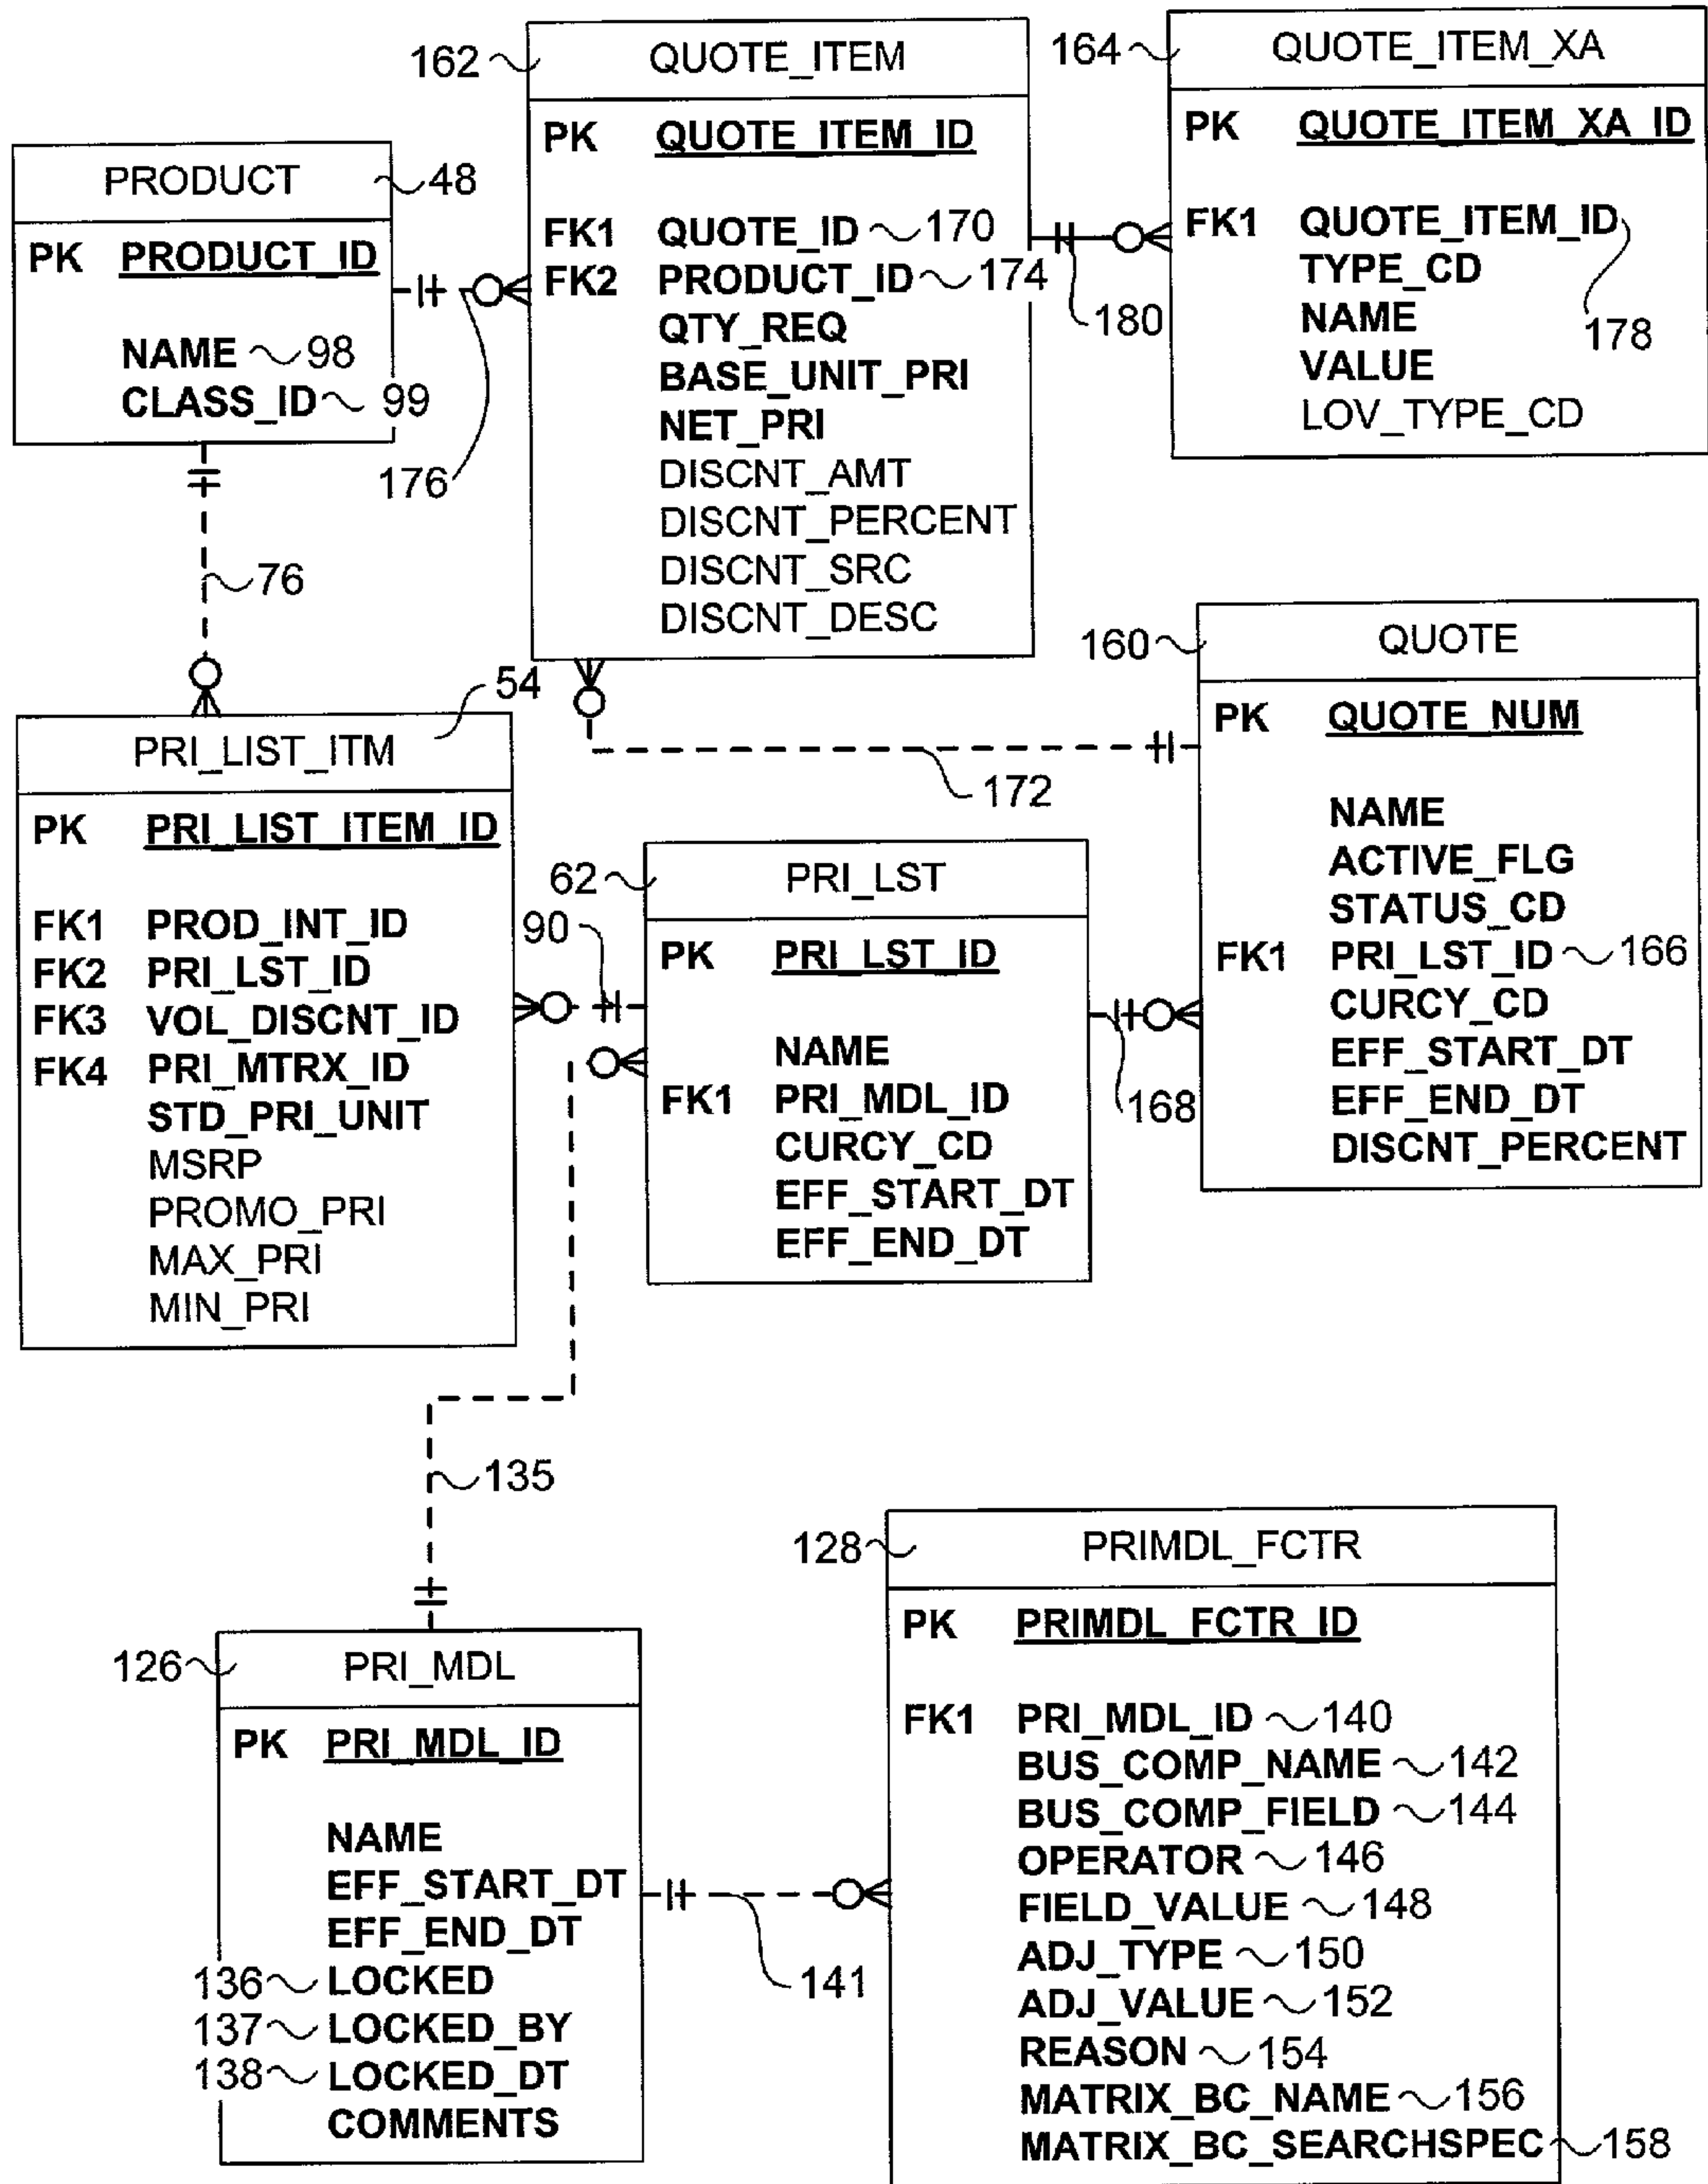 162 QUOTE_ITEM
PK QUOTE_ITEM_ID
FK1 QUOTE_ID 170
FK2 PRODUCT_ID 174
QTY_REQ
BASE_UNIT_PRI
NET_PRI
DISCNT_AMT
DISCNT_PERCENT
DISCNT_SRC
DISCNT_DESC
164 QUOTE_ITEM_XA
PK QUOTE_ITEM_XA_ID
FK1 QUOTE_ITEM_ID
TYPE_CD
NAME 178
VALUE
LOV_TYPE_CD
180
PRODUCT 48
PK PRODUCT_ID
NAME 98
CLASS_ID 99
176
76
160 QUOTE
PK QUOTE_NUM
NAME
ACTIVE_FLG
STATUS_CD
FK1 PRI_LST_ID 166
CURCY_CD
EFF_START_DT
EFF_END_DT
DISCNT_PERCENT
172
54
PRI_LIST_ITM
PK PRI_LIST_ITEM_ID
FK1 PROD_INT_ID
FK2 PRI_LST_ID
FK3 VOL_DISCNT_ID
FK4 PRI_MTRX_ID
STD_PRI_UNIT
MSRP
PROMO_PRI
MAX_PRI
MIN_PRI
62 PRI_LST
90
PK PRI_LST_ID
NAME
FK1 PRI_MDL_ID
CURCY_CD
EFF_START_DT
EFF_END_DT
168
135
126 PRI_MDL
PK PRI_MDL_ID
NAME
EFF_START_DT
EFF_END_DT
136 LOCKED
137 LOCKED_BY
138 LOCKED_DT
COMMENTS
141
128 PRIMDL_FCTR
PK PRIMDL_FCTR_ID
FK1 PRI_MDL_ID 140
BUS_COMP_NAME 142
BUS_COMP_FIELD 144
OPERATOR 146
FIELD_VALUE 148
ADJ_TYPE 150
ADJ_VALUE 152
REASON 154
MATRIX_BC_NAME 156
MATRIX_BC_SEARCHSPEC 158